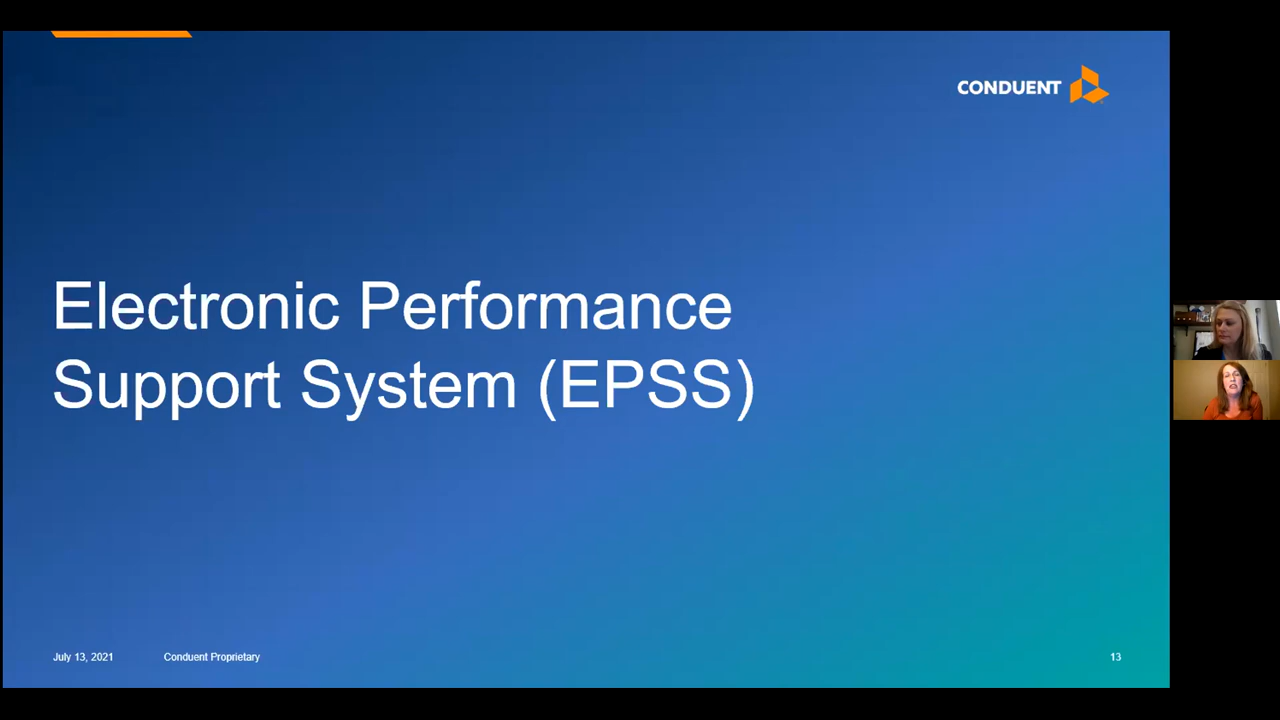 CONDUENT
Electronic Performance
Support System (EPSS)
July 13, 2021 Conduent Proprietary 13